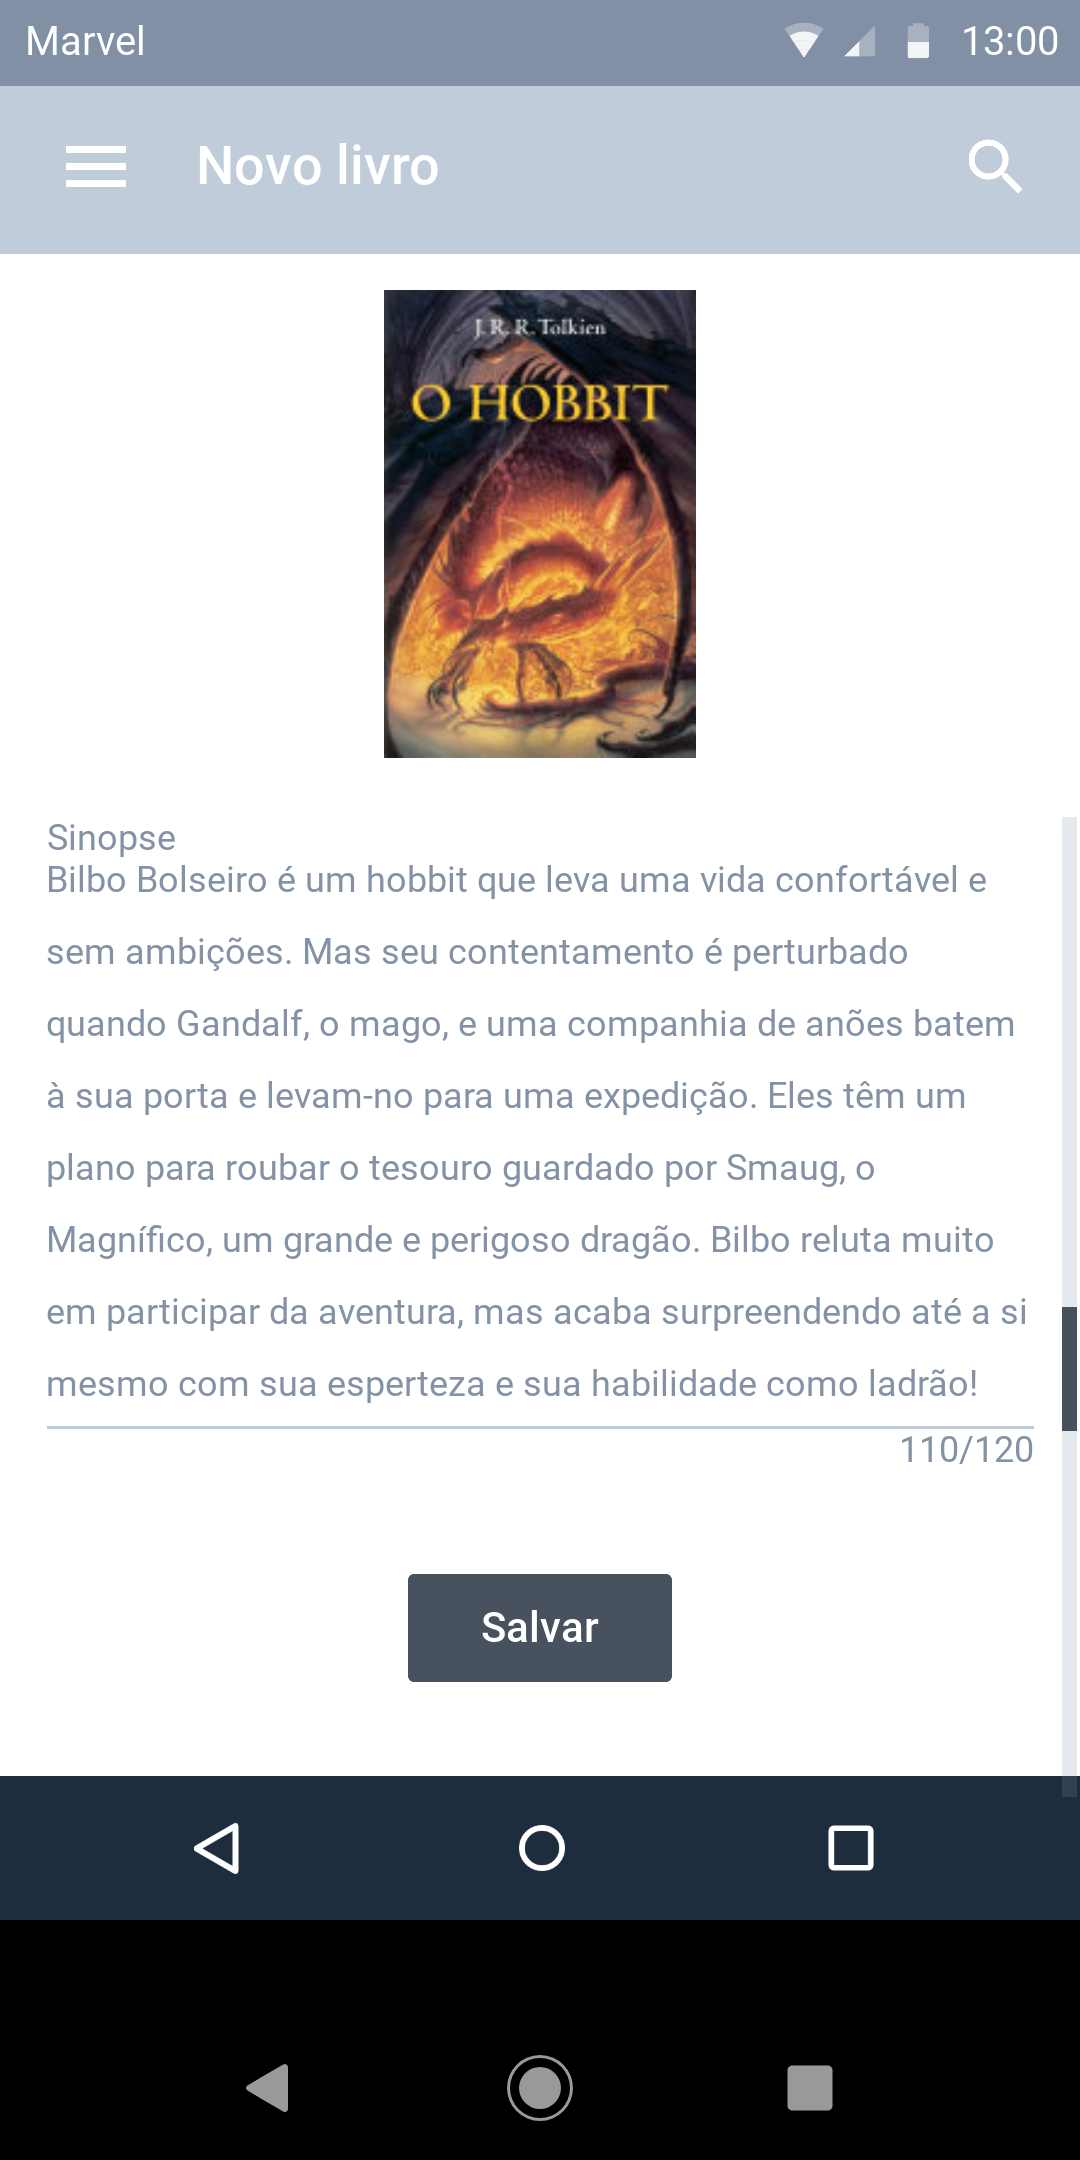 Marvel 13:00
Novo livro
J. R. R. Tolkien
O HOBBIT
Sinopse
Bilbo Bolseiro é um hobbit que leva uma vida confortável e
sem ambições. Mas seu contentamento é perturbado
quando Gandalf, o mago, e uma companhia de anões batem
à sua porta e levam-no para uma expedição. Eles têm um
plano para roubar o tesouro guardado por Smaug, o
Magnífico, um grande e perigoso dragão. Bilbo reluta muito
em participar da aventura, mas acaba surpreendendo até a si
mesmo com sua esperteza e sua habilidade como ladrão!
110/120
Salvar